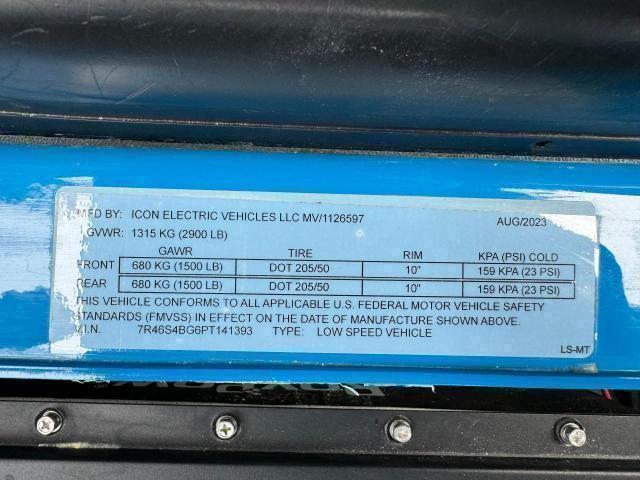 MFD BY: ICON ELECTRIC VEHICLES LLC MV/1126597 AUG/2023
GVWR: 1315 KG (2900 LB)
GAWR TIRE RIM KPA (PSI) COLD
FRONT 680 KG (1500 LB) DOT 205/50 10" 159 KPA (23 PSI)
REAR 680 KG (1500 LB) DOT 205/50 10" 159 KPA (23 PSI)
THIS VEHICLE CONFORMS TO ALL APPLICABLE U.S. FEDERAL MOTOR VEHICLE SAFETY
STANDARDS (FMVSS) IN EFFECT ON THE DATE OF MANUFACTURE SHOWN ABOVE.
V.I.N. 7R46S4BG6PT141393 TYPE: LOW SPEED VEHICLE
LS-MT